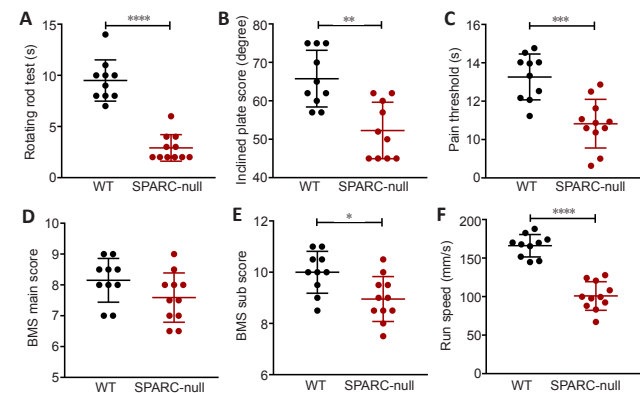 A
Rotating rod test (s)
15
10
5
0
****
WT SPARC-null
B
Inclined plate score (degree)
80
70
60
50
40
**
WT SPARC-null
C
Pain threshold (s)
16
14
12
10
0
***
WT SPARC-null
D
BMS main score
10
9
8
7
6
5
WT SPARC-null
E
BMS sub score
12
10
8
6
*
WT SPARC-null
F
Run speed (mm/s)
200
150
100
50
0
****
WT SPARC-null